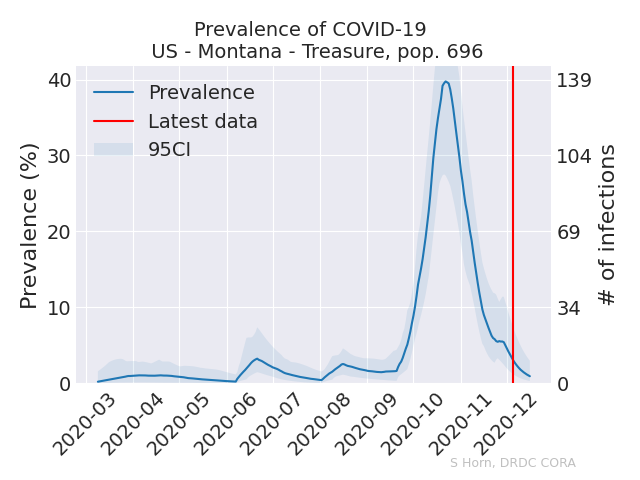 Prevalence of COVID-19
US - Montana - Treasure, pop. 696
Prevalence
Latest data
95CI
Prevalence (%)
40
30
20
10
0
139
104
69
34
0
# of infections
2020-03
2020-04
2020-05
2020-06
2020-07
2020-08
2020-09
2020-10
2020-11
2020-12
S Horn, DRDC CORA